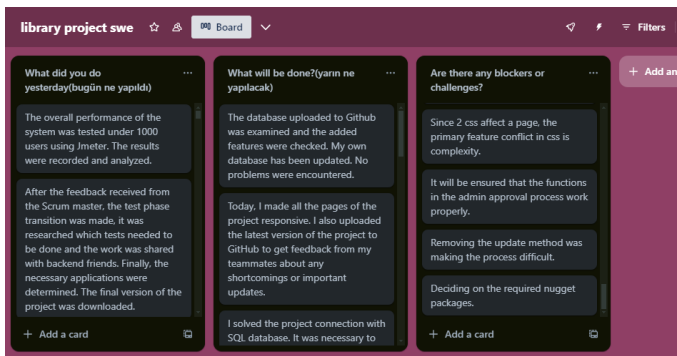 library project swe
Board
Filters
What did you do
yesterday(bugün ne yapıldı)
The overall performance of the
system was tested under 1000
users using Jmeter. The results
were recorded and analyzed.
After the feedback received from
the Scrum master, the test phase
transition was made, it was
researched which tests needed to
be done and the work was shared
with backend friends. Finally, the
necessary applications were
determined. The final version of the
project was downloaded.
+ Add a card
What will be done?(yarın ne
yapılacak)
The database uploaded to Github
was examined and the added
features were checked. My own
database has been updated. No
problems were encountered.
Today, I made all the pages of the
project responsive. I also uploaded
the latest version of the project to
GitHub to get feedback from my
teammates about any
shortcomings or important
updates.
I solved the project connection with
SQL database. It was necessary to
Are there any blockers or
challenges?
Since 2 css affect a page, the
primary feature conflict in css is
complexity.
It will be ensured that the functions
in the admin approval process work
properly.
Removing the update method was
making the process difficult.
Deciding on the required nugget
packages.
+ Add a card
+ Add an